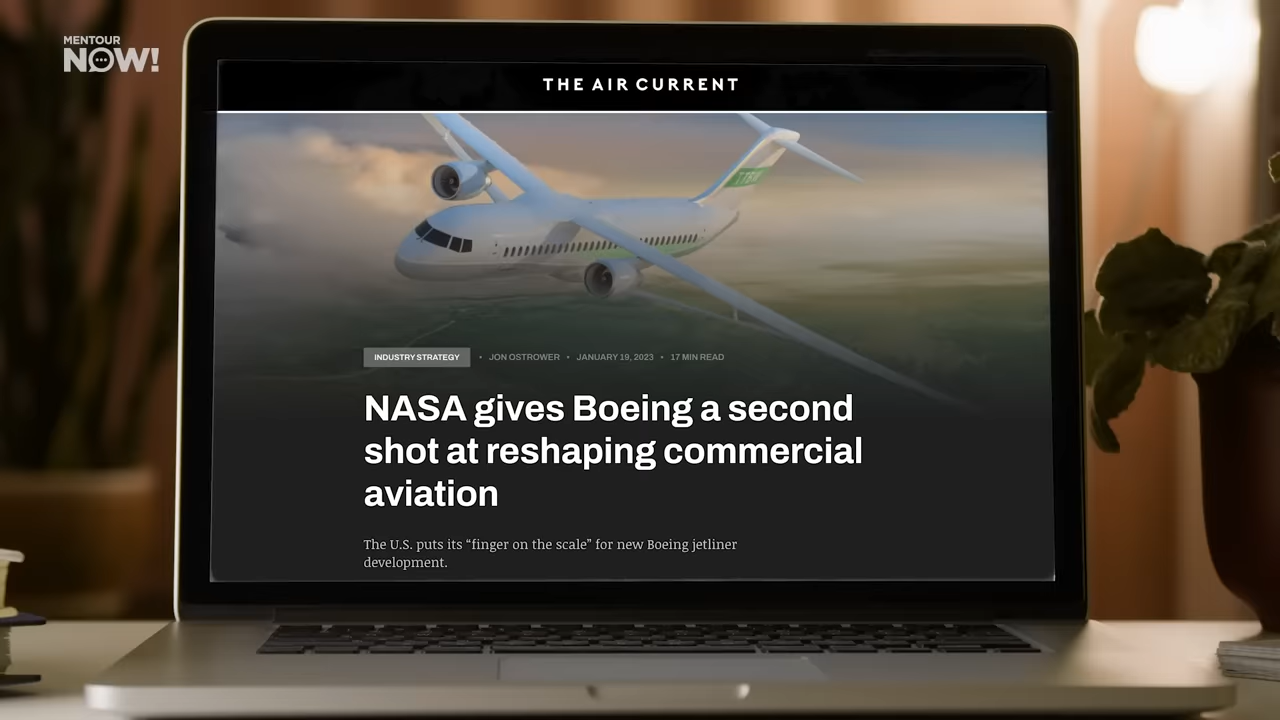 MENTOUR
NOW!
THE AIR CURRENT
TTBW
INDUSTRY STRATEGY • JON OSTROWER • JANUARY 19, 2023 • 17 MIN READ
NASA gives Boeing a second
shot at reshaping commercial
aviation
The U.S. puts its “finger on the scale” for new Boeing jetliner
development.